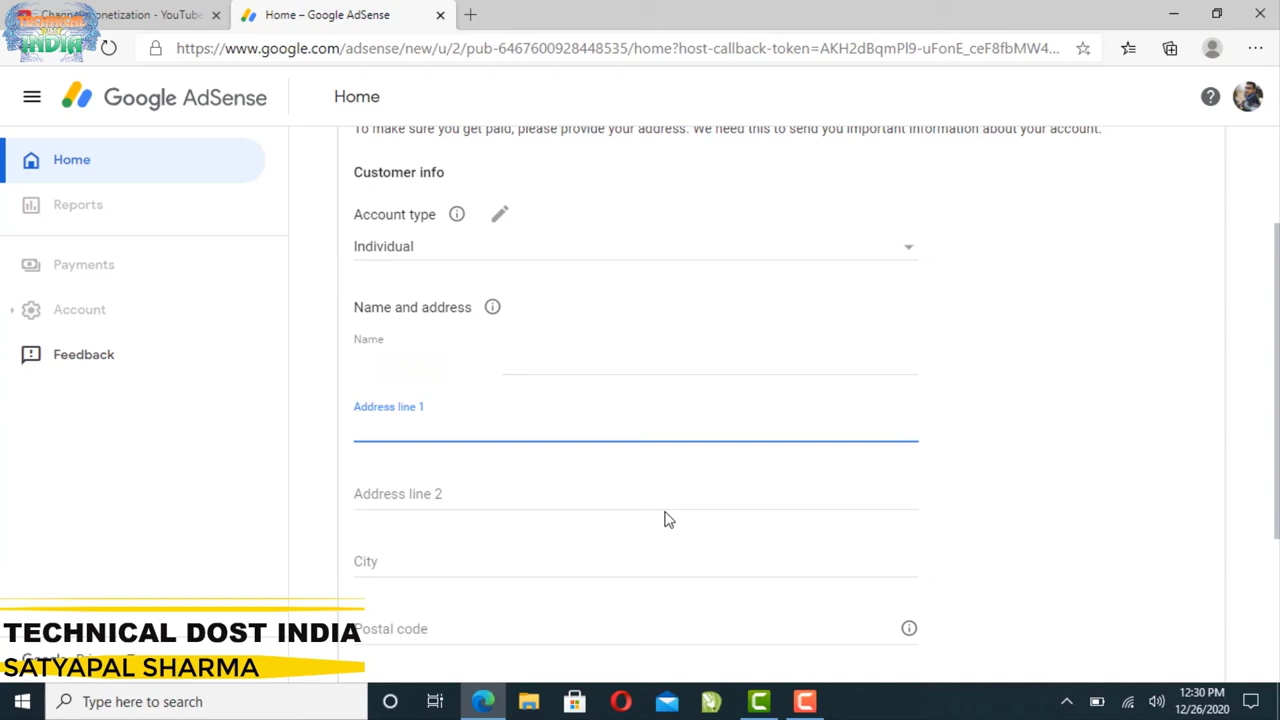 Channel monetization - YouTube
Home – Google AdSense
TECHNICAL
DOST
INDIA
https://www.google.com/adsense/new/u/2/pub-6467600928448535/home?host-callback-token=AKH2dBqmPl9-uFonE_ceF8fbMW4...
Google AdSense
Home
Home
Reports
Payments
Account
Feedback
To make sure you get paid, please provide your address. We need this to send you important information about your account.
Customer info
Account type
Individual
Name and address
Name
Address line 1
Address line 2
City
Postal code
TECHNICAL DOST INDIA
SATYAPAL SHARMA
Type here to search
12:30 PM
12/26/2020